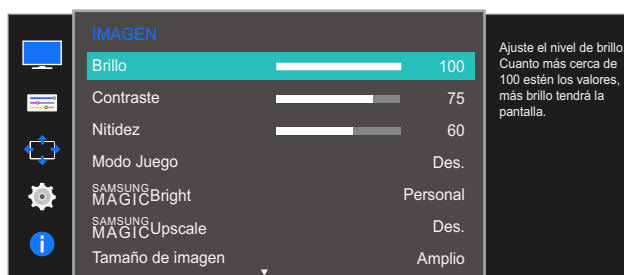 IMAGEN
Brillo 100
Contraste 75
Nitidez 60
Modo Juego Des.
SAMSUNG MAGIC Bright Personal
SAMSUNG MAGIC Upscale Des.
Tamaño de imagen Amplio
Ajuste el nivel de brillo.
Cuanto más cerca de
100 estén los valores,
más brillo tendrá la
pantalla.